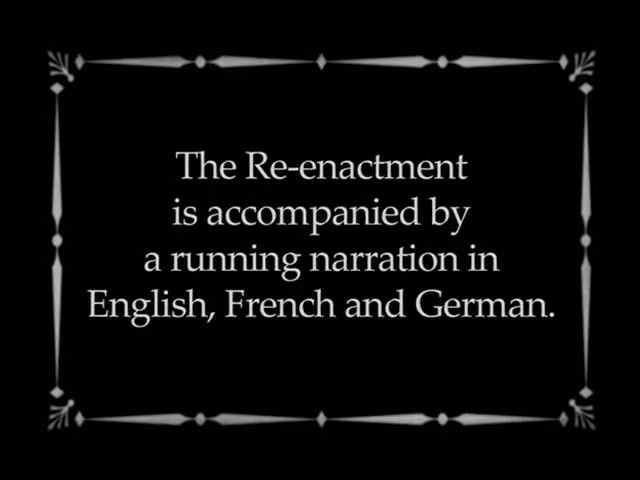 The Re-enactment
is accompanied by
a running narration in
English, French and German.